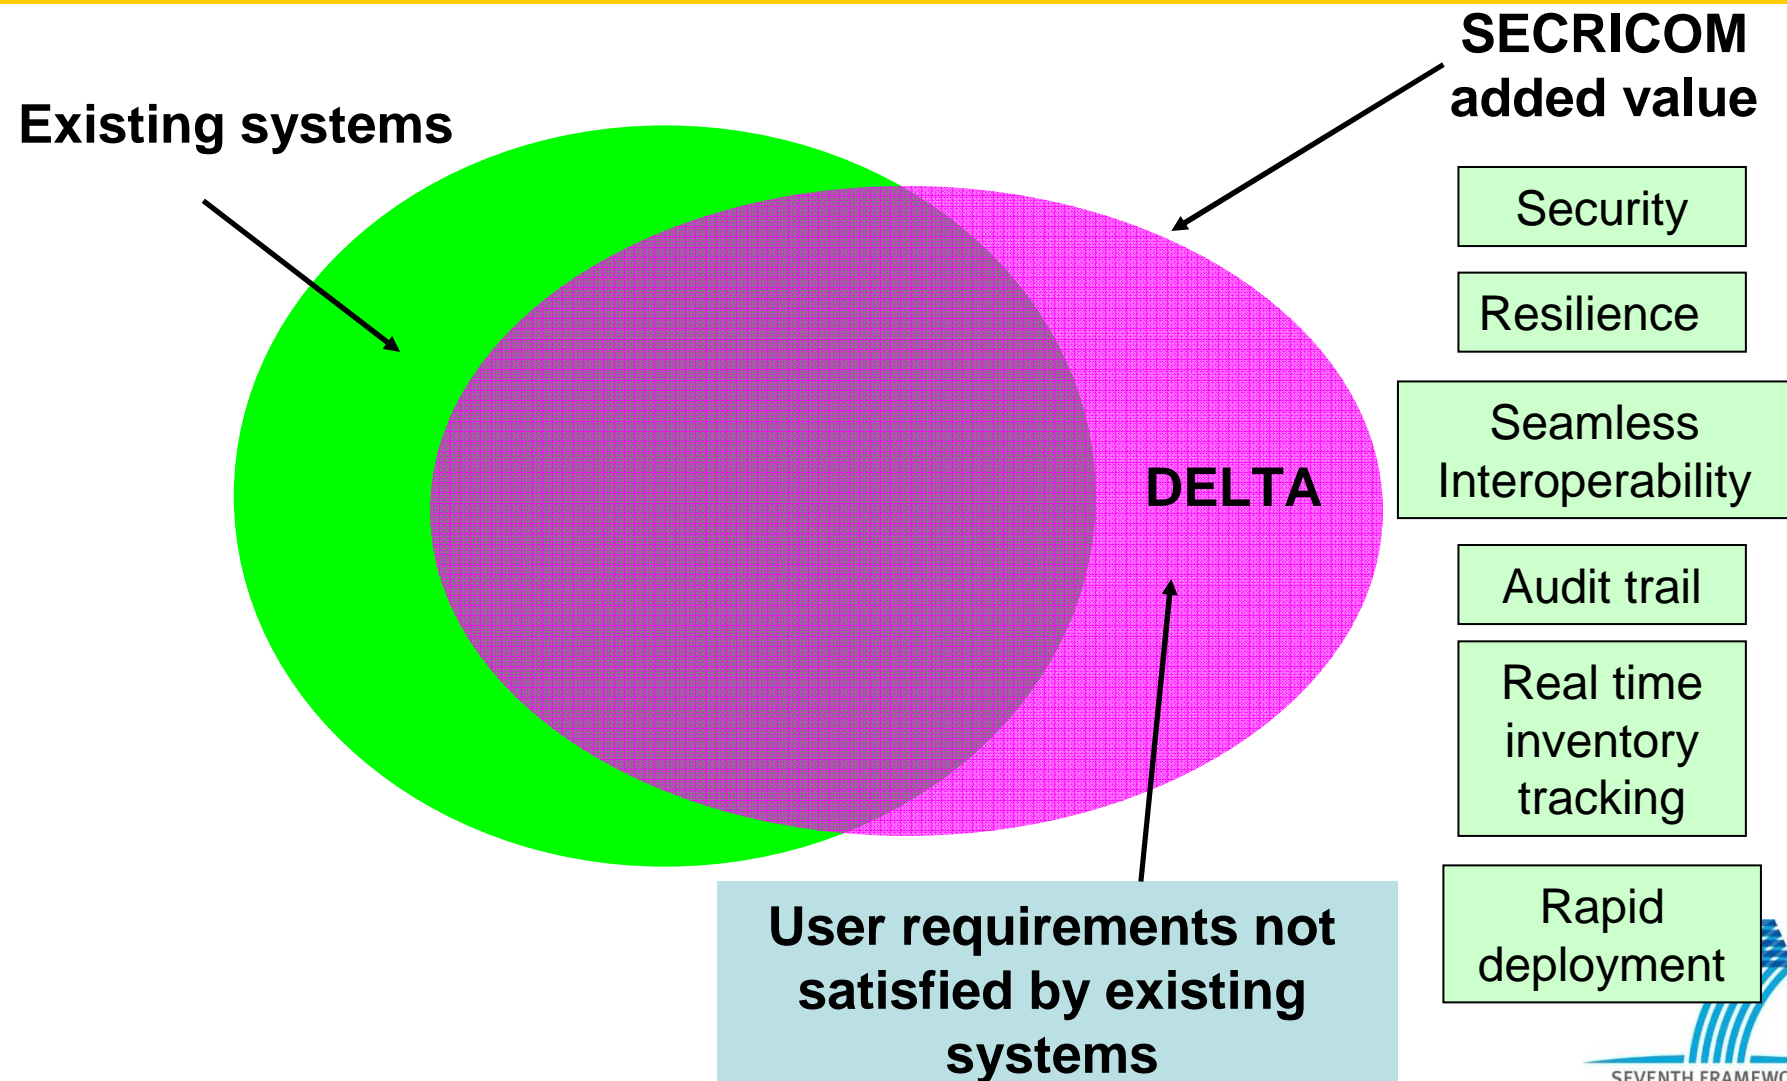 SECRICOM
added value
Existing systems
Security
Resilience
Seamless
Interoperability
DELTA
Audit trail
Real time
inventory
tracking
Rapid
deployment
User requirements not
satisfied by existing
systems